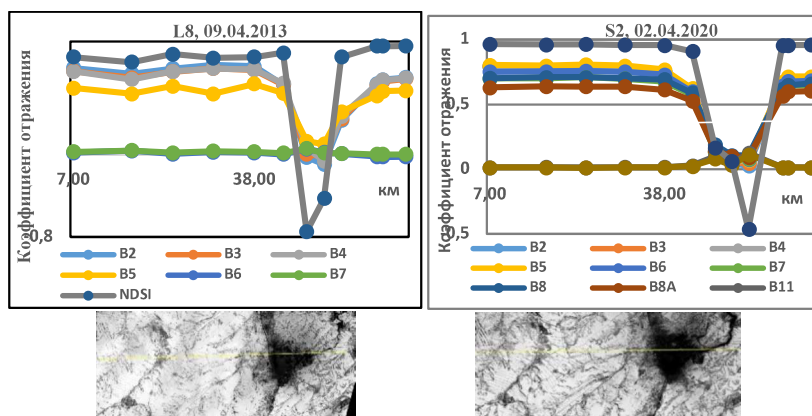 L8, 09.04.2013
Коэффициент отражения
7,00
38,00
км
0,8
B2
B3
B4
B5
B6
B7
NDSI
S2, 02.04.2020
Коэффициент отражения
1
0,5
0
0,5
7,00
38,00
км
B2
B3
B4
B5
B6
B7
B8
B8A
B11